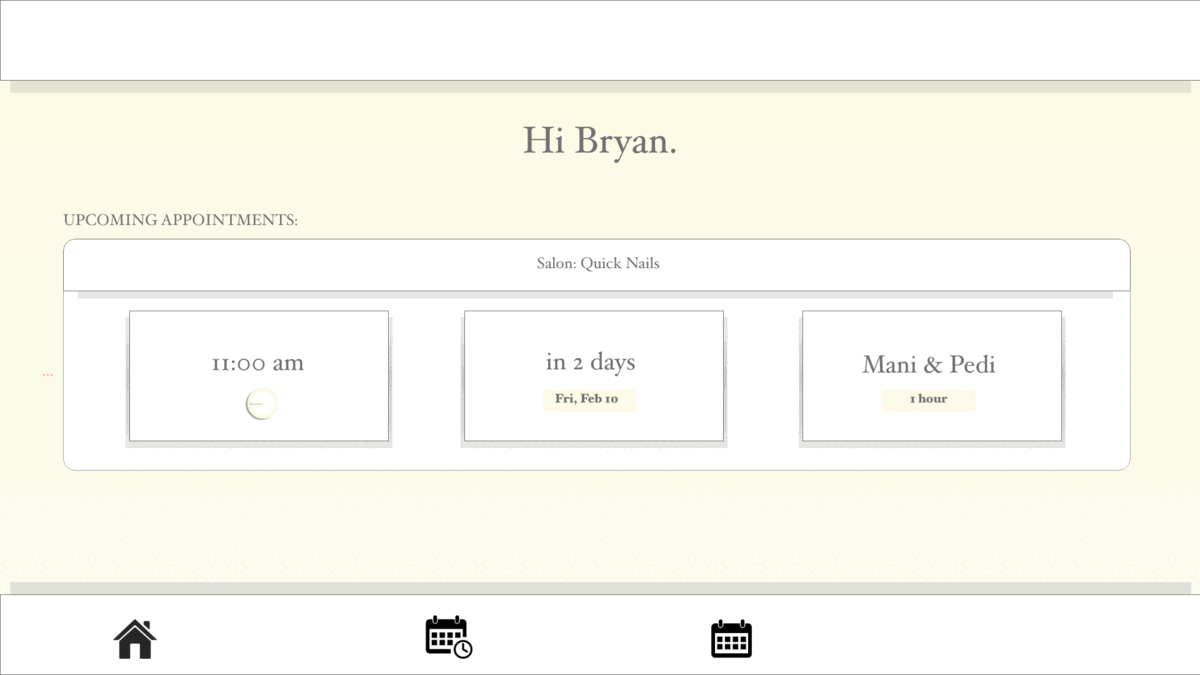 Hi Bryan.
UPCOMING APPOINTMENTS:
Salon: Quick Nails
11:00 am
in 2 days
Mani & Pedi
Fri, Feb 10
1 hour
...